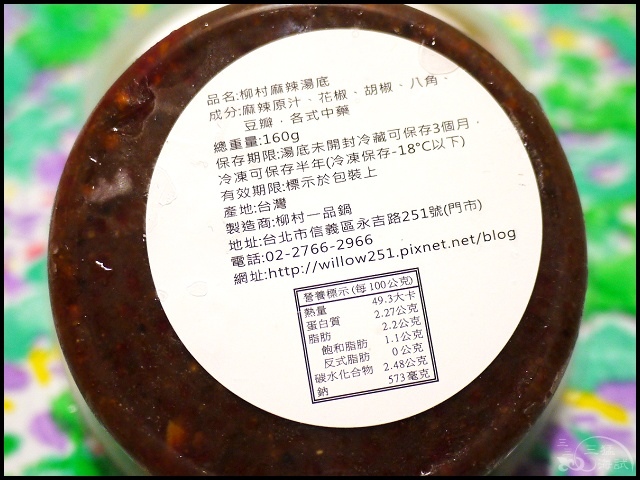 品名:柳村麻辣湯底
成分:麻辣原汁、花椒、胡椒、八角、
豆瓣,各式中藥
總重量:160g
保存期限:湯底未開封冷藏可保存3個月,
冷凍可保存半年(冷凍保存-18°C以下)
有效期限:標示於包裝上
產地:台灣
製造商:柳村一品鍋
地址:台北市信義區永吉路251號(門市)
電話:02-2766-2966
網址:http://willow251.pixnet.net/blog
營養標示(每100公克)
熱量 49.3大卡
蛋白質 2.27公克
脂肪 2.2公克
飽和脂肪 1.1公克
反式脂肪 0公克
碳水化合物 2.48公克
鈉 573毫克